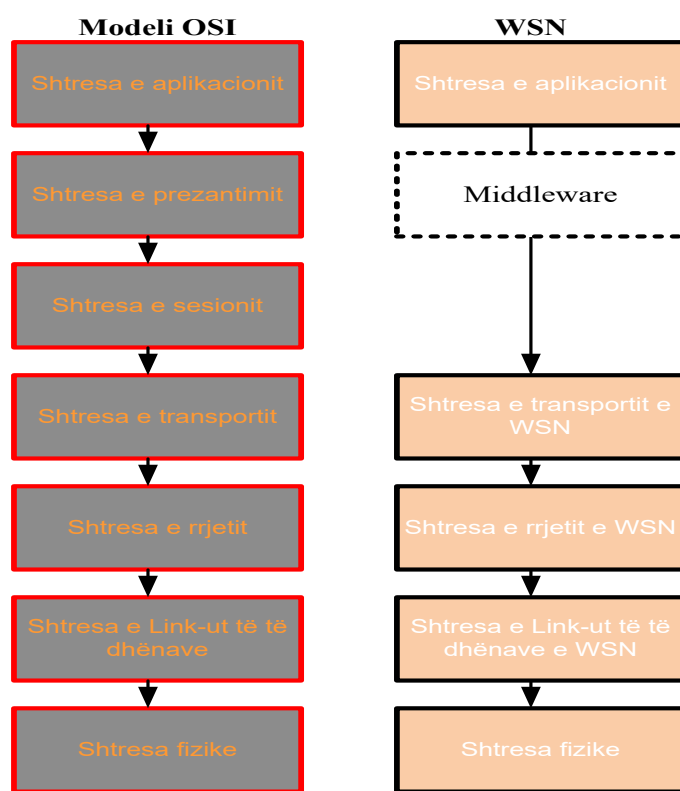 Modeli OSI
Shtresa e aplikacionit
Shtresa e prezantimit
Shtresa e sesionit
Shtresa e transportit
Shtresa e rrjetit
Shtresa e Link-ut të të
dhënave
Shtresa fizike
WSN
Shtresa e aplikacionit
Middleware
Shtresa e transportit e
WSN
Shtresa e rrjetit e WSN
Shtresa e Link-ut të të
dhënave e WSN
Shtresa fizike